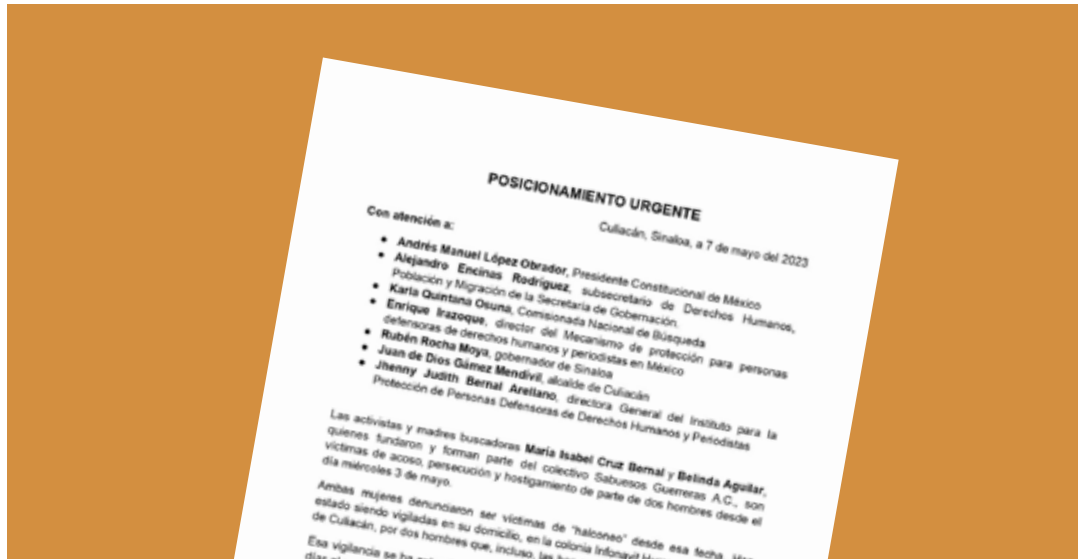 POSICIONAMIENTO URGENTE
Culiacán, Sinaloa, a 7 de mayo del 2023
Con atención a:
● Andrés Manuel López Obrador, Presidente Constitucional de México
● Alejandro Encinas Rodríguez, subsecretario de Derechos Humanos,
Población y Migración de la Secretaría de Gobernación.
● Karla Quintana Osuna, Comisionada Nacional de Búsqueda
● Enrique Irazoque, director del Mecanismo de protección para personas
defensoras de derechos humanos y periodistas en México
● Rubén Rocha Moya, gobernador de Sinaloa
● Juan de Dios Gámez Mendívil, alcalde de Culiacán
● Jhenny Judith Bernal Arellano, directora General del Instituto para la
Protección de Personas Defensoras de Derechos Humanos y Periodistas
Las activistas y madres buscadoras María Isabel Cruz Bernal y Belinda Aguilar,
quienes fundaron y forman parte del colectivo Sabuesos Guerreras A.C., son
víctimas de acoso, persecución y hostigamiento de parte de dos hombres desde el
día miércoles 3 de mayo.
Ambas mujeres denunciaron ser víctimas de "halconeo" desde esa fecha.
estado siendo vigiladas en su domicilio, en la colonia Infonavit
de Culiacán, por dos hombres que, incluso, las
Esa vigilancia se ha